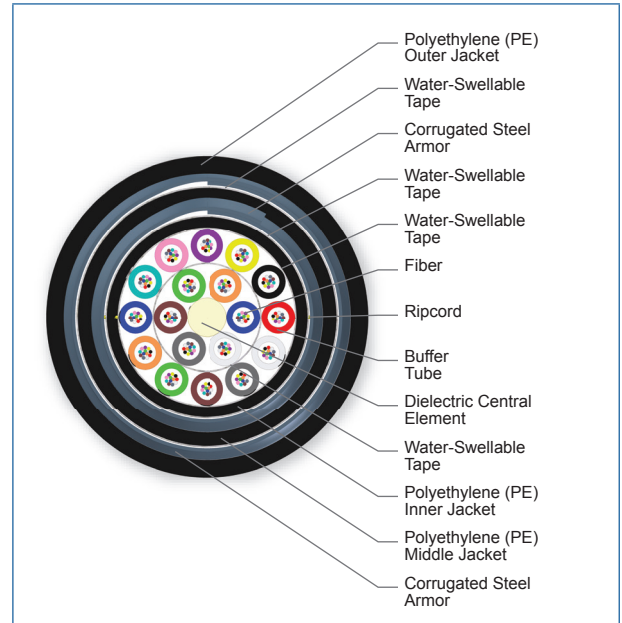 Polyethylene (PE)
Outer Jacket
Water-Swellable
Tape
Corrugated Steel
Armor
Water-Swellable
Tape
Water-Swellable
Tape
Fiber
Ripcord
Buffer
Tube
Dielectric Central
Element
Water-Swellable
Tape
Polyethylene (PE)
Inner Jacket
Polyethylene (PE)
Middle Jacket
Corrugated Steel
Armor